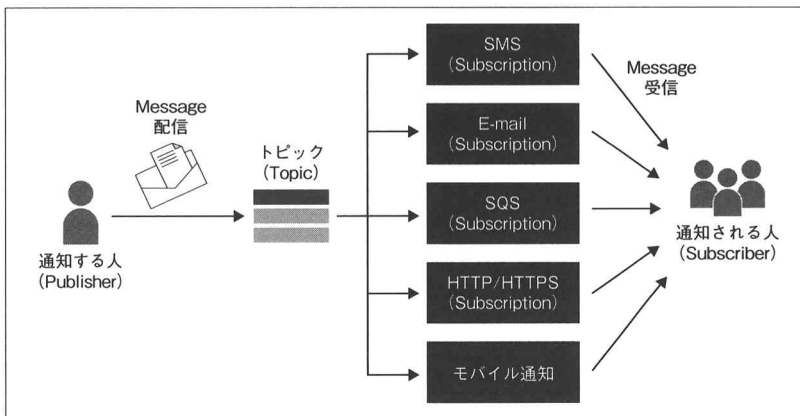 Message
配信
通知する人
(Publisher)
トピック
(Topic)
SMS
(Subscription)
E-mail
(Subscription)
SQS
(Subscription)
HTTP/HTTPS
(Subscription)
モバイル通知
Message
受信
通知される人
(Subscriber)